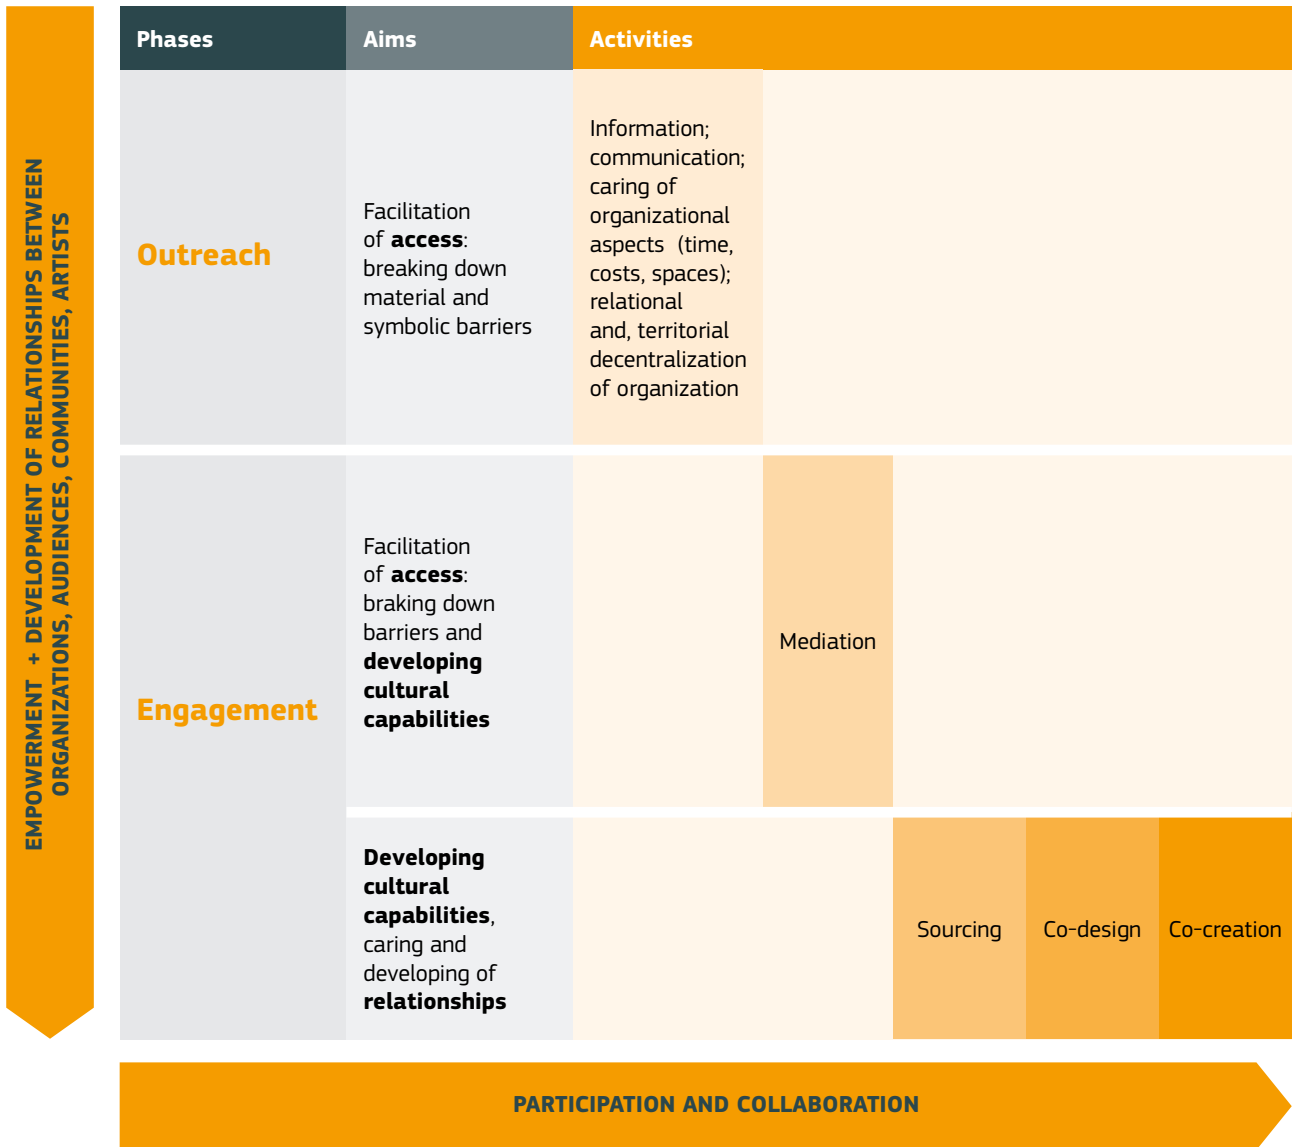 EMPOWERMENT + DEVELOPMENT OF RELATIONSHIPS BETWEEN
ORGANIZATIONS, AUDIENCES, COMMUNITIES, ARTISTS
Phases
Aims
Activities
Outreach
Facilitation
of access:
breaking down
material and
symbolic barriers
Information;
communication;
caring of
organizational
aspects (time,
costs, spaces);
relational
and, territorial
decentralization
of organization
Engagement
Facilitation
of access:
braking down
barriers and
developing
cultural
capabilities
Mediation
Developing
cultural
capabilities,
caring and
developing of
relationships
Sourcing
Co-design
Co-creation
PARTICIPATION AND COLLABORATION